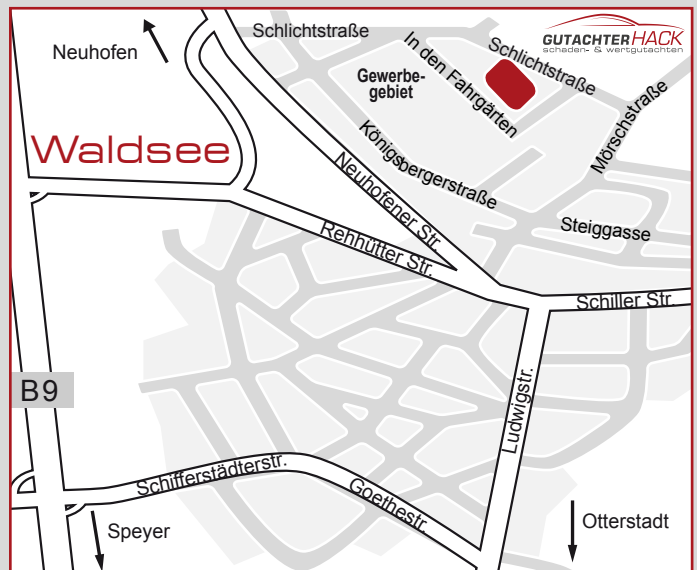 Schlichtstraße
GUTACHTER HACK
schaden- & wertgutachten
Neuhofen
In den Fahrgärten
Schlichtstraße
Gewerbe-
gebiet
Mörschstraße
Waldsee
Königsbergerstraße
Neuhofener Str.
Rehhütter Str.
Steiggasse
Schiller Str.
B9
Ludwigstr.
Schifferstädterstr.
Goethestr.
Speyer
Otterstadt